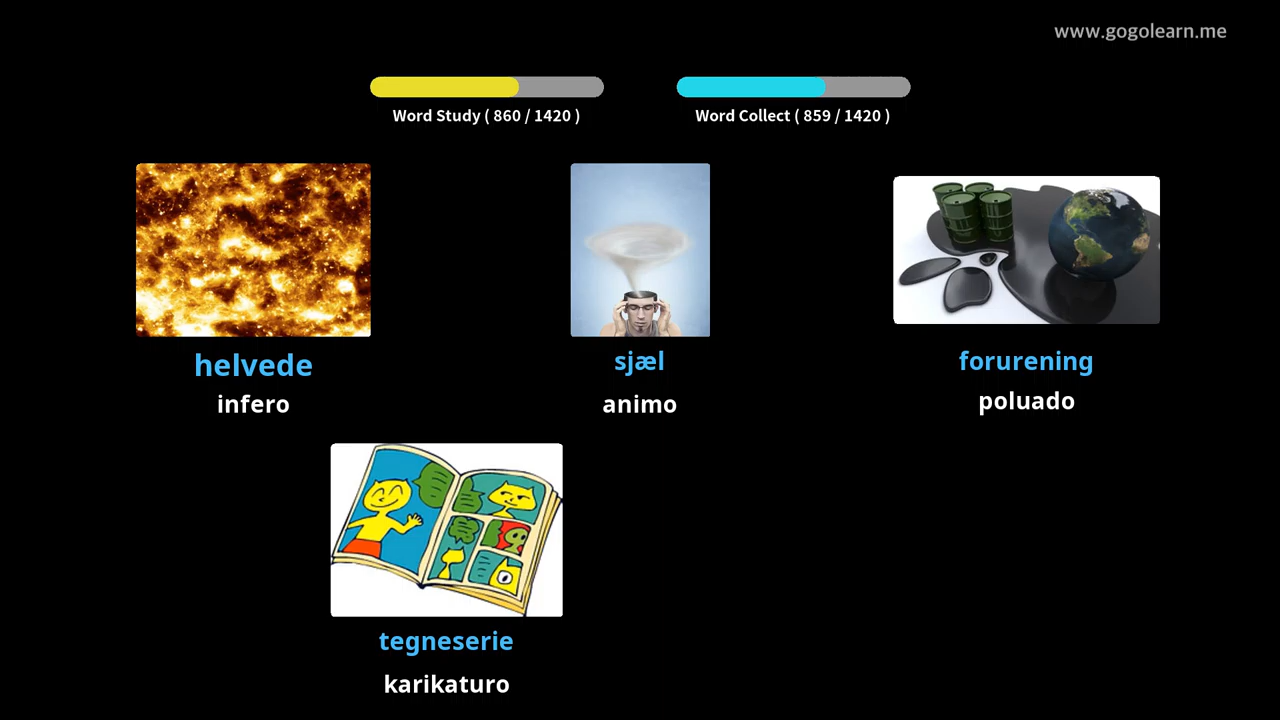 www.gogolearn.me
Word Study ( 860 / 1420 )
Word Collect ( 859 / 1420 )
helvede
infero
sjæl
animo
forurening
poluado
tegneserie
karikaturo